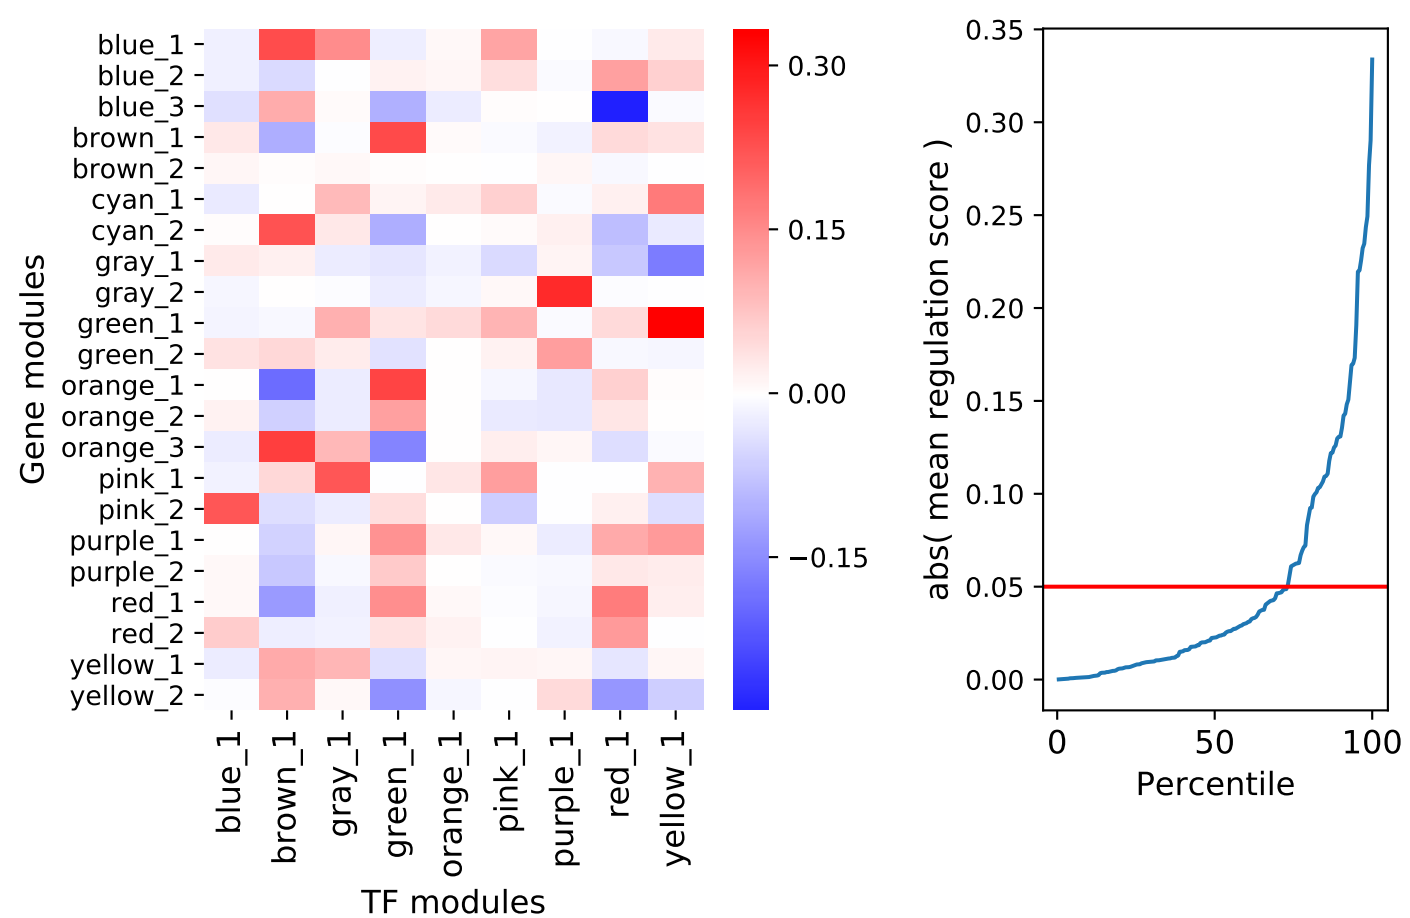 Gene modules
blue_1
blue_2
blue_3
brown_1
brown_2
cyan_1
cyan_2
gray_1
gray_2
green_1
green_2
orange_1
orange_2
orange_3
pink_1
pink_2
purple_1
purple_2
red_1
red_2
yellow_1
yellow_2
blue_1
brown_1
gray_1
green_1
orange_1
pink_1
purple_1
red_1
yellow_1
TF modules
0.30
0.15
0.00
−0.15
abs( mean regulation score )
0.35
0.30
0.25
0.20
0.15
0.10
0.05
0.00
0
50
100
Percentile